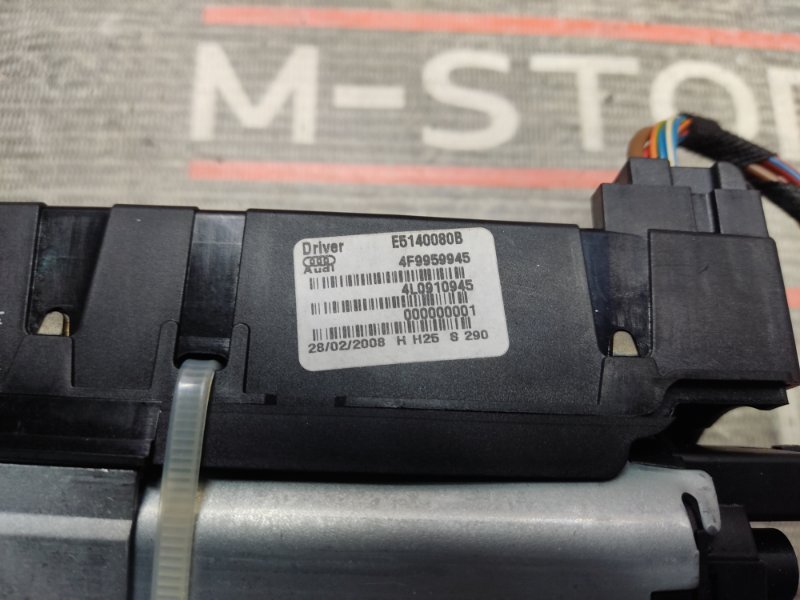 M-STO
Driver E5140080B
Audi 4F9959945
4L0910945
000000001
28/02/2008 H H25 S 290